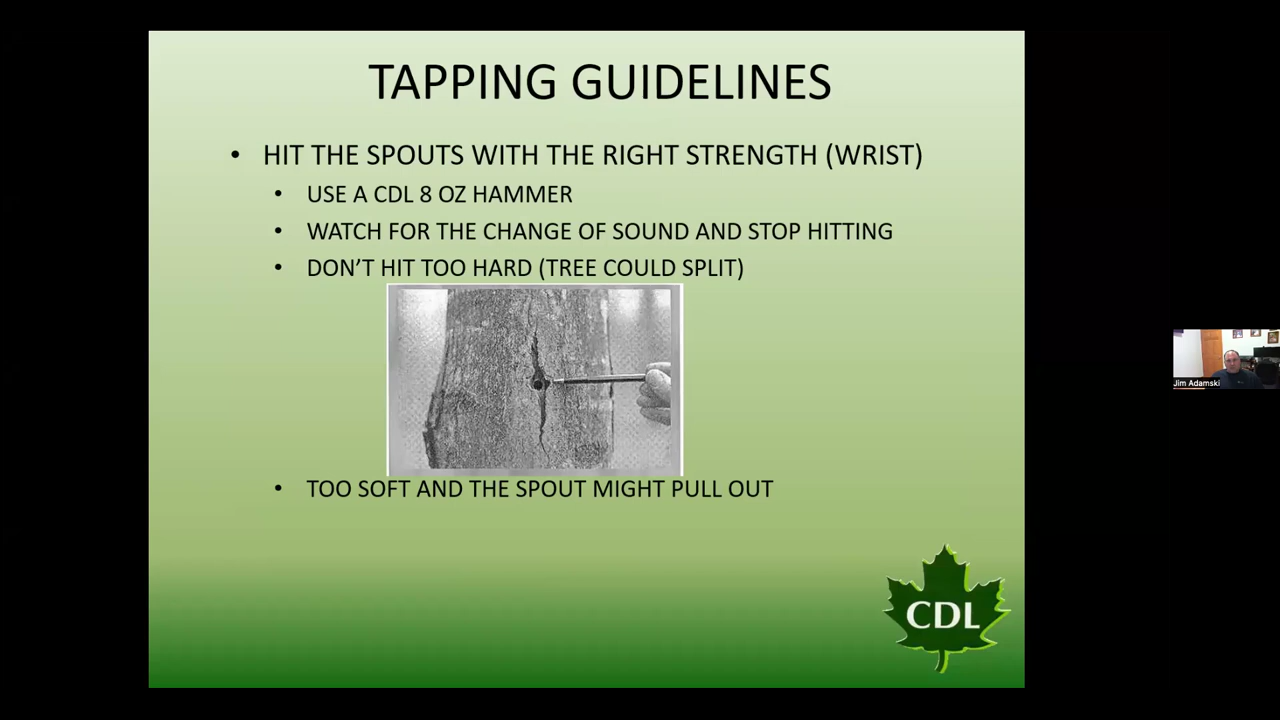 TAPPING GUIDELINES
• HIT THE SPOUTS WITH THE RIGHT STRENGTH (WRIST)
• USE A CDL 8 OZ HAMMER
• WATCH FOR THE CHANGE OF SOUND AND STOP HITTING
• DON’T HIT TOO HARD (TREE COULD SPLIT)
• TOO SOFT AND THE SPOUT MIGHT PULL OUT
CDL
Jim Adamski